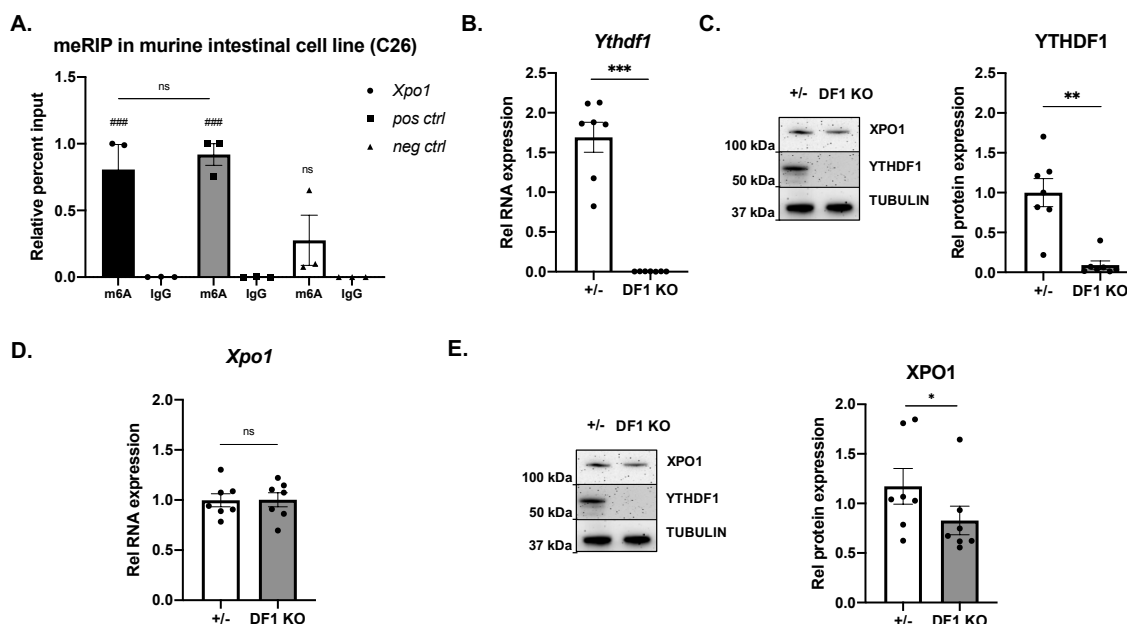 A.
meRIP in murine intestinal cell line (C26)
Relative percent input
1.5
1.0
0.5
0.0
ns
###
###
ns
m6A IgG m6A IgG m6A IgG
Xpo1
pos ctrl
neg ctrl
B.
Ythdf1
Rel RNA expression
2.5
2.0
1.5
1.0
0.5
0.0
***
+/- DF1 KO
C.
+/- DF1 KO
XPO1
100 kDa
YTHDF1
50 kDa
TUBULIN
37 kDa
YTHDF1
Rel protein expression
2.5
2.0
1.5
1.0
0.5
0.0
**
+/- DF1 KO
D.
Xpo1
Rel RNA expression
2.0
1.5
1.0
0.5
0.0
ns
+/- DF1 KO
E.
+/- DF1 KO
XPO1
100 kDa
YTHDF1
50 kDa
TUBULIN
37 kDa
XPO1
Rel protein expression
2.0
1.5
1.0
0.5
0.0
*
+/- DF1 KO